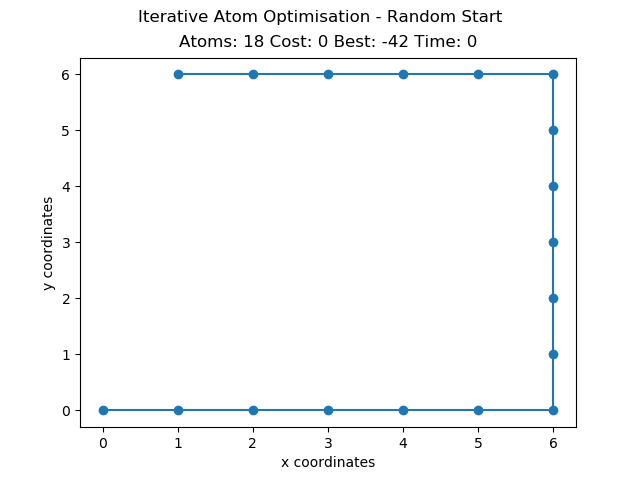 Iterative Atom Optimisation - Random Start
Atoms: 18 Cost: 0 Best: -42 Time: 0
6
5
4
3
2
1
0
y coordinates
0 1 2 3 4 5 6
x coordinates